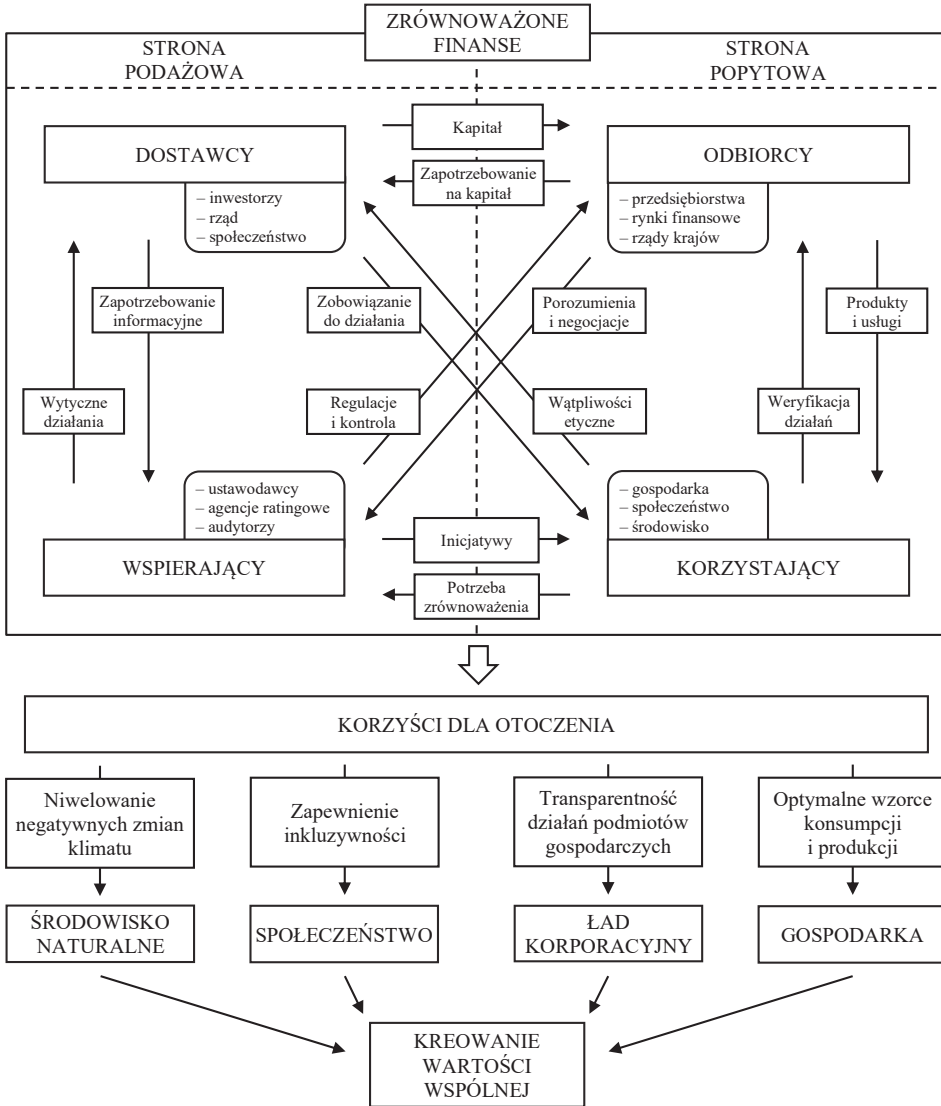 ZRÓWNOWAŻONE
FINANSE
STRONA
PODAŻOWA
STRONA
POPYTOWA
Kapitał
DOSTAWCY
ODBIORCY
Zapotrzebowanie
na kapitał
– inwestorzy
– rząd
– społeczeństwo
– przedsiębiorstwa
– rynki finansowe
– rządy krajów
Zapotrzebowanie
informacyjne
Zobowiązanie
do działania
Porozumienia
i negocjacje
Produkty
i usługi
Wytyczne
działania
Regulacje
i kontrola
Wątpliwości
etyczne
Weryfikacja
działań
– ustawodawcy
– agencje ratingowe
– audytorzy
– gospodarka
– społeczeństwo
– środowisko
Inicjatywy
WSPIERAJĄCY
KORZYSTAJĄCY
Potrzeba
zrównoważenia
KORZYŚCI DLA OTOCZENIA
Niwelowanie
negatywnych zmian
klimatu
Zapewnienie
inkluzywności
Transparentność
działań podmiotów
gospodarczych
Optymalne wzorce
konsumpcji
i produkcji
ŚRODOWISKO
NATURALNE
SPOŁECZEŃSTWO
ŁAD
KORPORACYJNY
GOSPODARKA
KREOWANIE
WARTOŚCI
WSPÓLNEJ